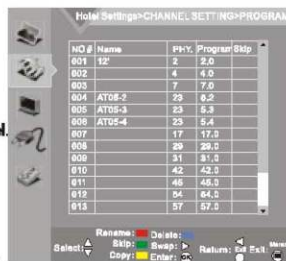 Hotel Settings>CHANNEL SETTING>PROGRAM
NO # Name PHY. Program Skip
001 12' 2 2.0
002 4 4.0
003 7 7.0
004 AT05-2 23 5.2
005 AT05-3 23 5.3
006 AT05-4 23 5.4
007 17 17.0
008 29 29.0
009 31 31.0
010 42 42.0
011 45 45.0
012 54 54.0
013 57 57.0
d.
Rename: Delete:
Select: Skip: Swap: Return: Exit Exit
Copy: Enter: OK